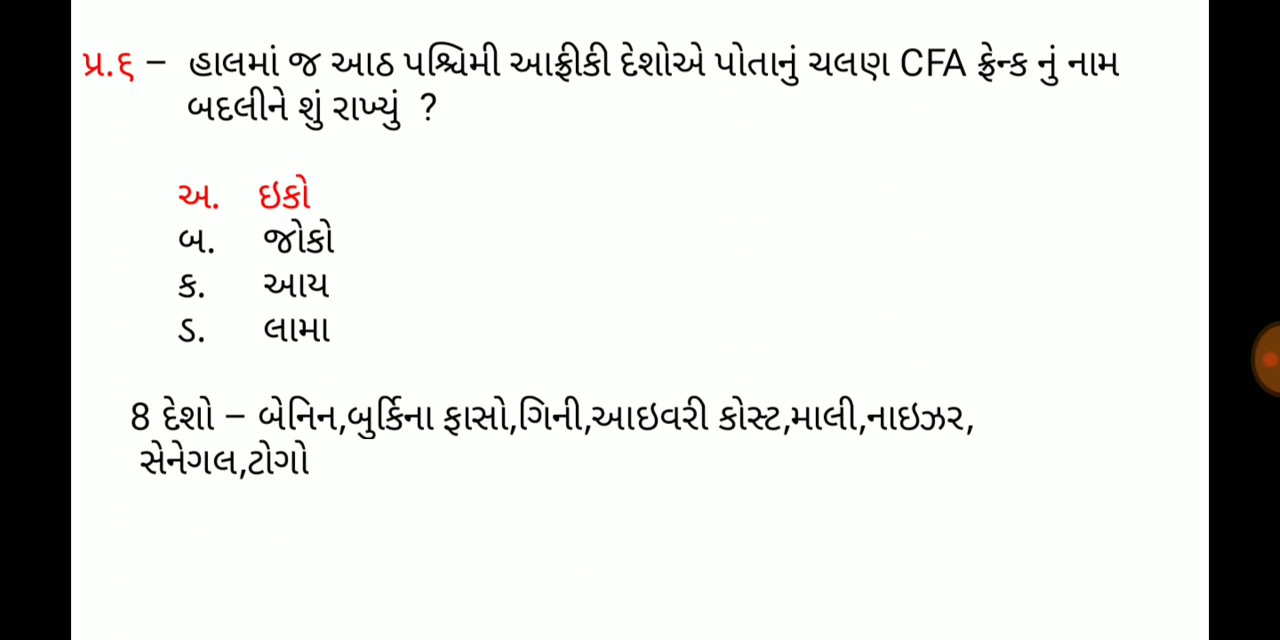 પ્ર.૬ – હાલમાં જ આઠ પશ્ચિમી આફ્રીકી દેશોએ પોતાનું ચલણ CFA ફ્રેન્ક નું નામ
બદલીને શું રાખ્યું ?
અ. ઇકો
બ. જોકો
ક. આય
ડ. લામા
8 દેશો – બેનિન,બુર્કિના ફાસો,ગિની,આઇવરી કોસ્ટ,માલી,નાઇઝર,
સેનેગલ,ટોગો